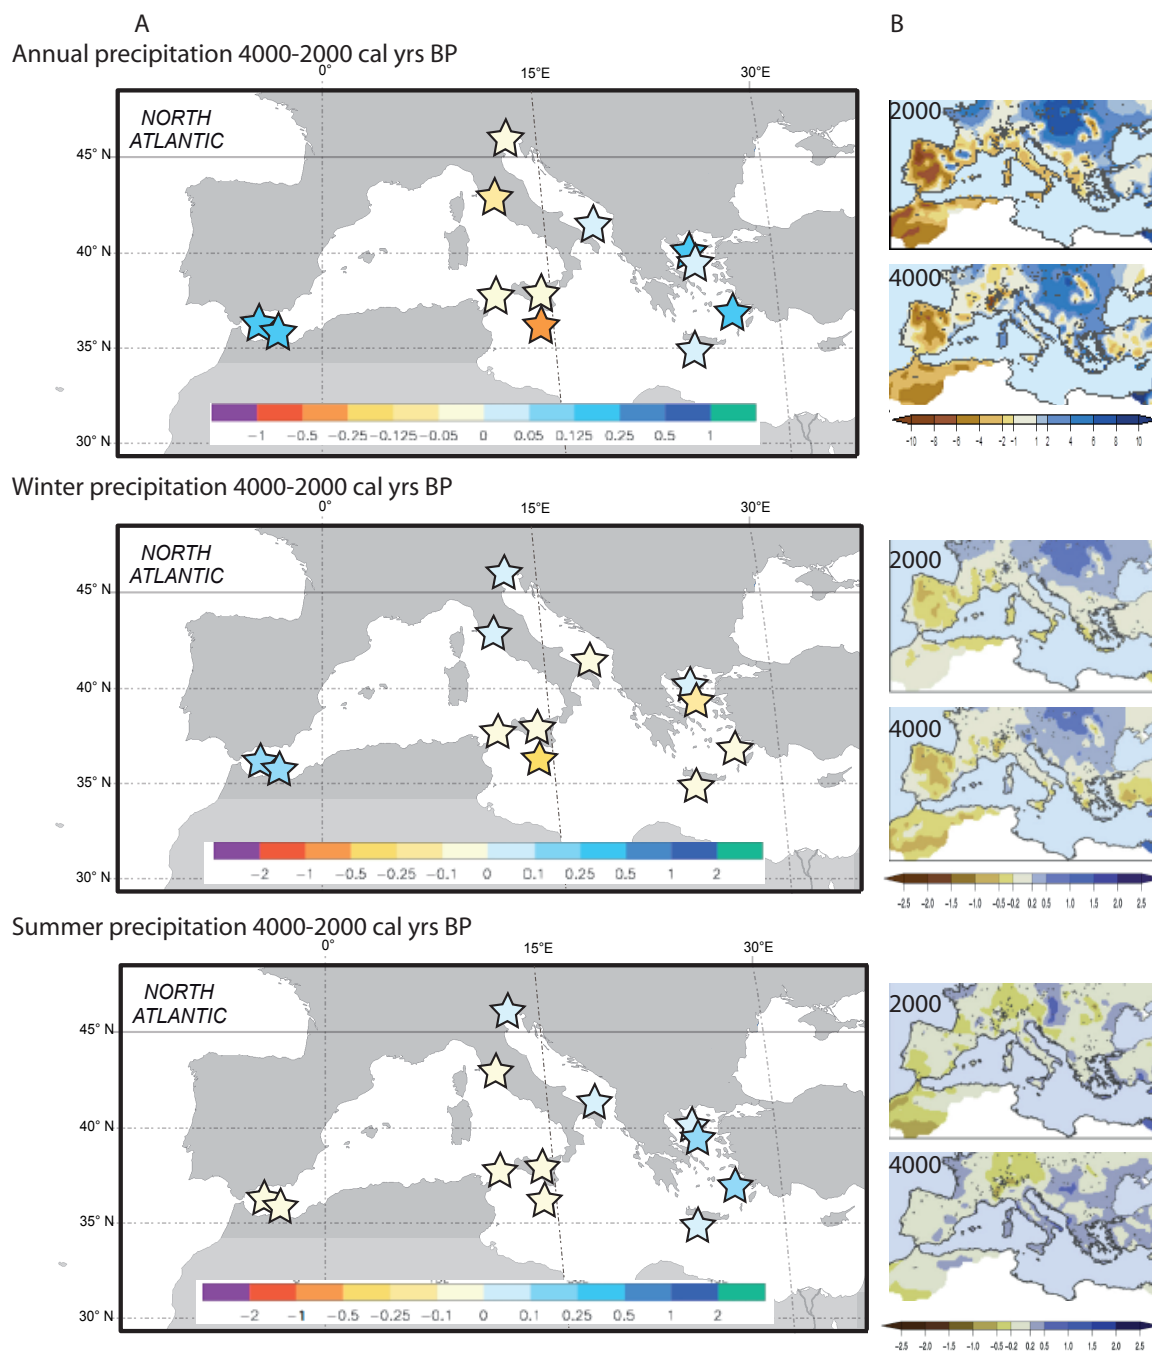 A
B
Annual precipitation 4000-2000 cal yrs BP
0°
15°E
30°E
NORTH
ATLANTIC
45° N
40° N
35° N
30° N
−1 −0.5 −0.25 −0.125 −0.05 0 0.05 0.125 0.25 0.5 1
2000
4000
-10 -8 -6 -4 -2 -1 1 2 4 6 8 10
Winter precipitation 4000-2000 cal yrs BP
0°
15°E
30°E
NORTH
ATLANTIC
45° N
40° N
35° N
30° N
−2 −1 −0.5 −0.25 −0.1 0 0.1 0.25 0.5 1 2
2000
4000
-2.5 -2.0 -1.5 -1.0 -0.5 -0.2 0.2 0.5 1.0 1.5 2.0 2.5
Summer precipitation 4000-2000 cal yrs BP
0°
15°E
30°E
NORTH
ATLANTIC
45° N
40° N
35° N
30° N
−2 −1 −0.5 −0.25 −0.1 0 0.1 0.25 0.5 1 2
2000
4000
-2.5 -2.0 -1.5 -1.0 -0.5 -0.2 0.2 0.5 1.0 1.5 2.0 2.5